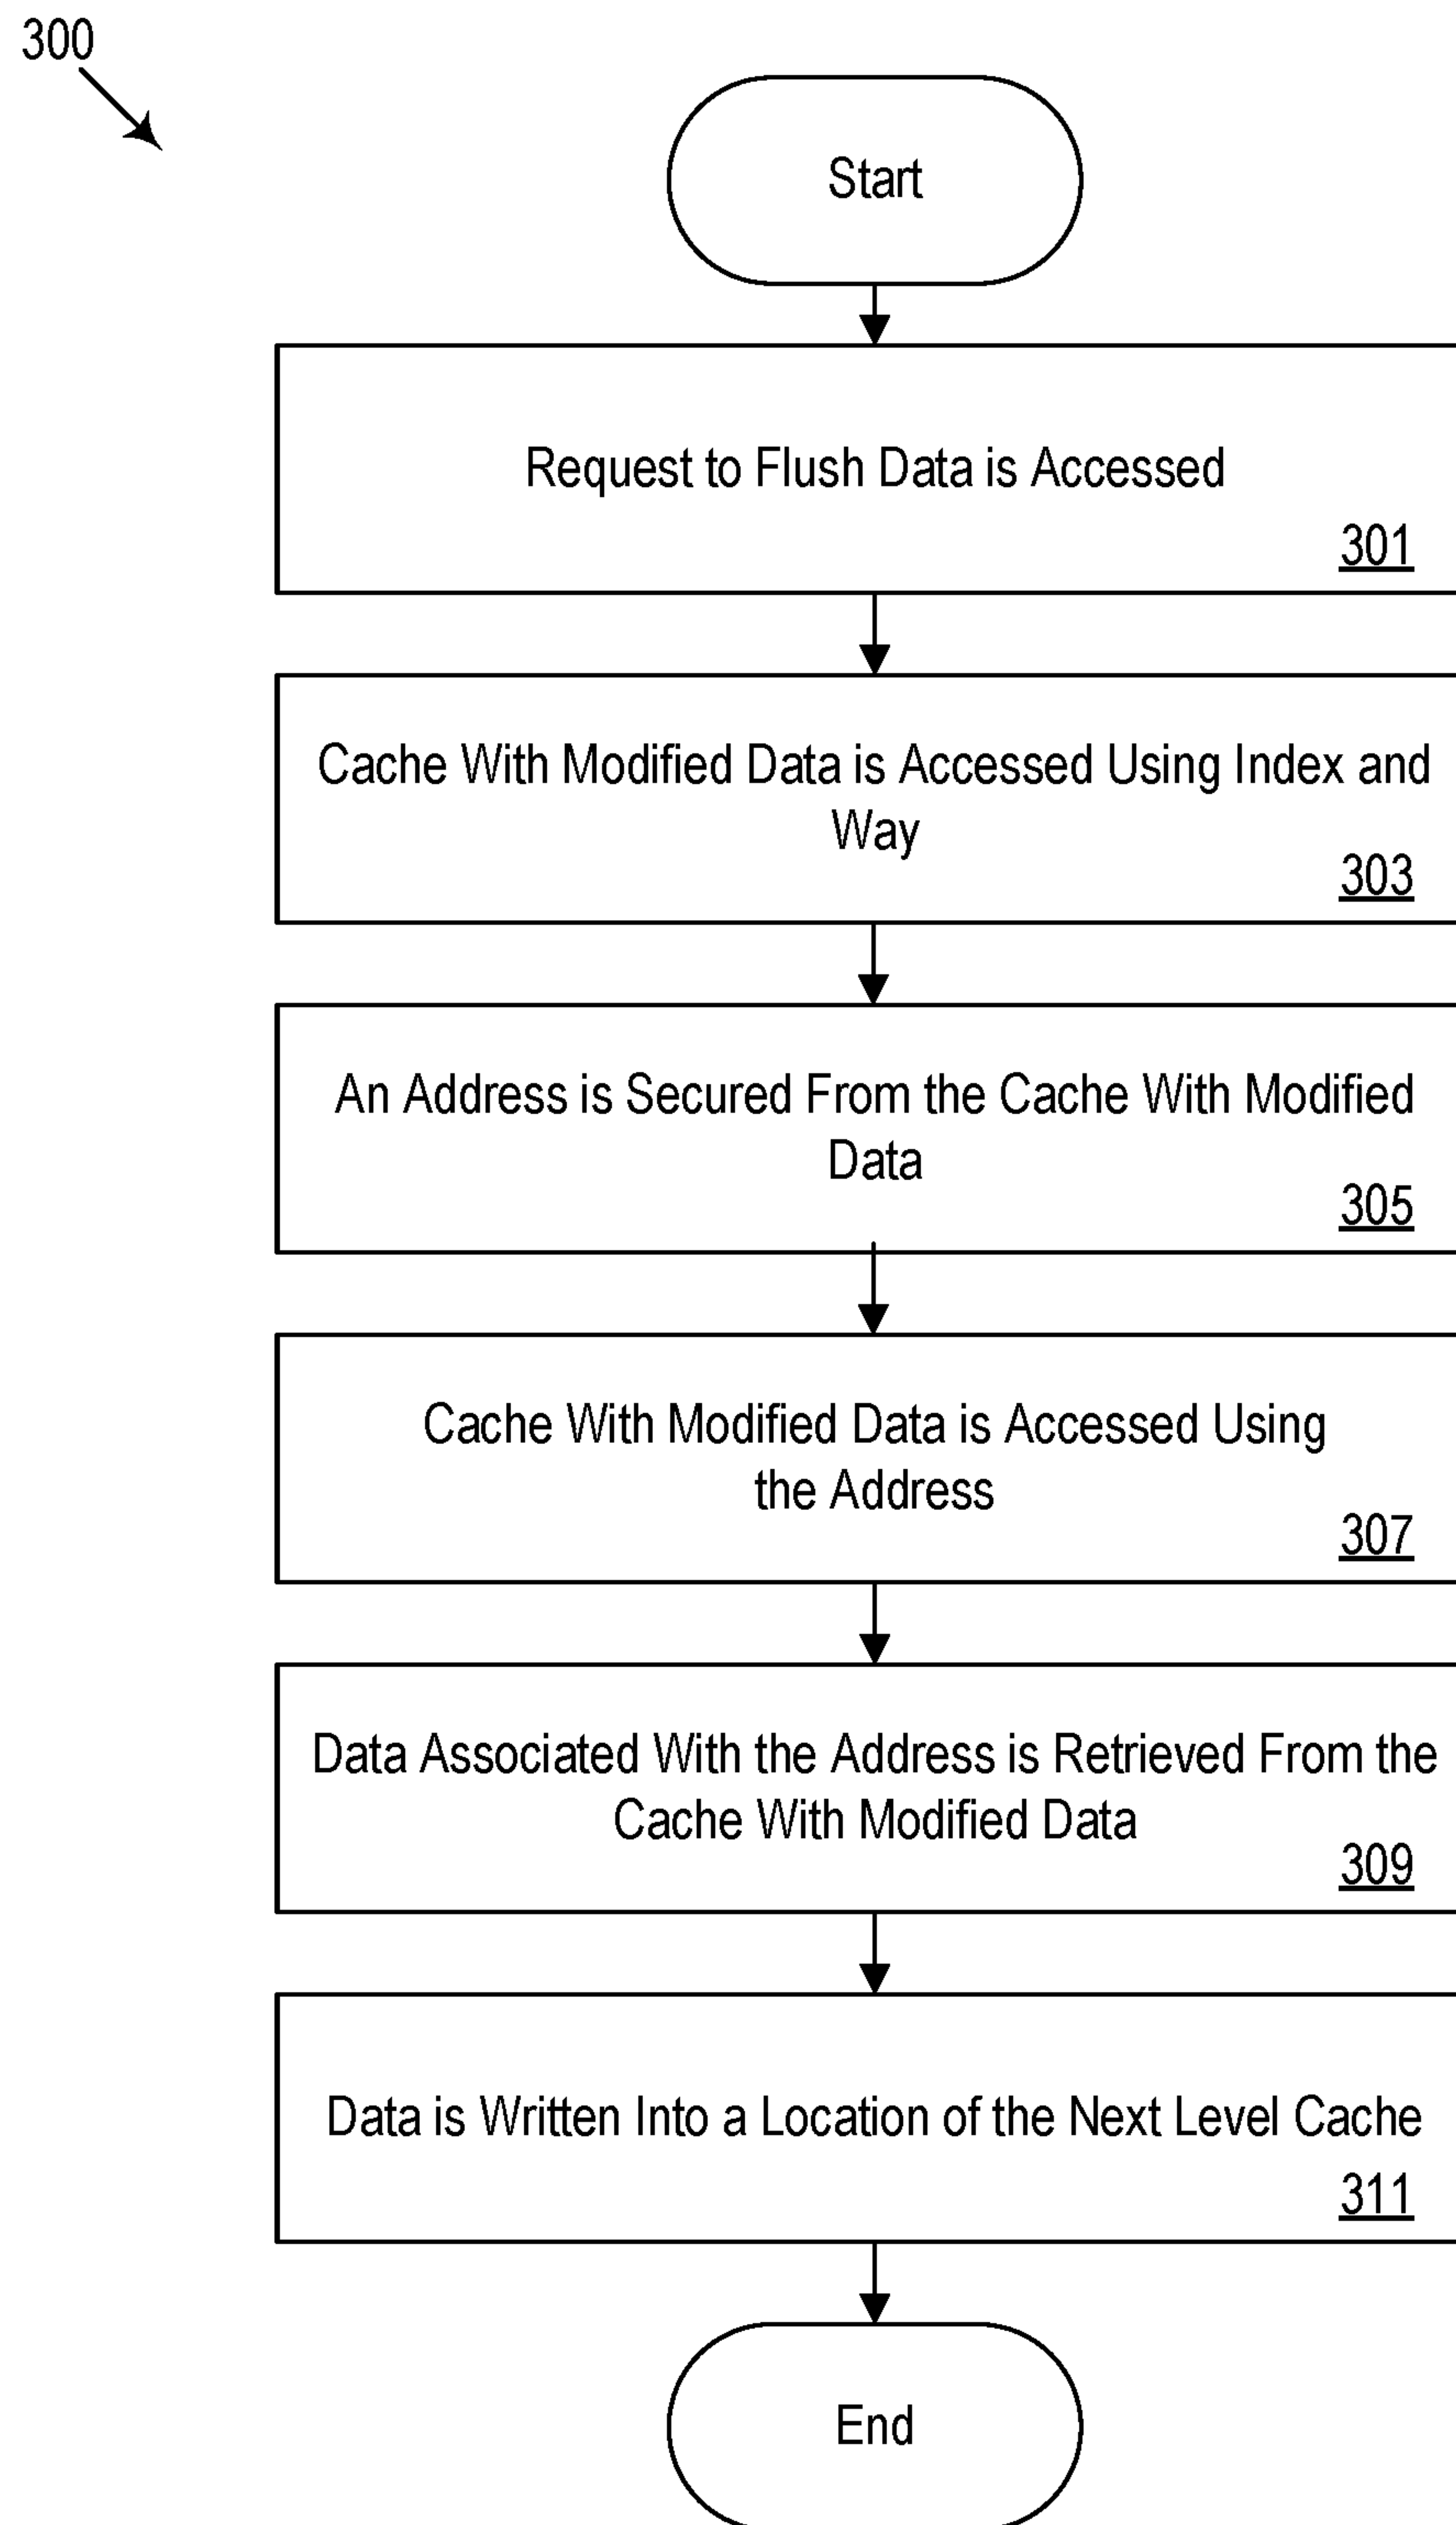 300
Start
Request to Flush Data is Accessed
301
Cache With Modified Data is Accessed Using Index and
Way
303
An Address is Secured From the Cache With Modified
Data
305
Cache With Modified Data is Accessed Using
the Address
307
Data Associated With the Address is Retrieved From the
Cache With Modified Data
309
Data is Written Into a Location of the Next Level Cache
311
End